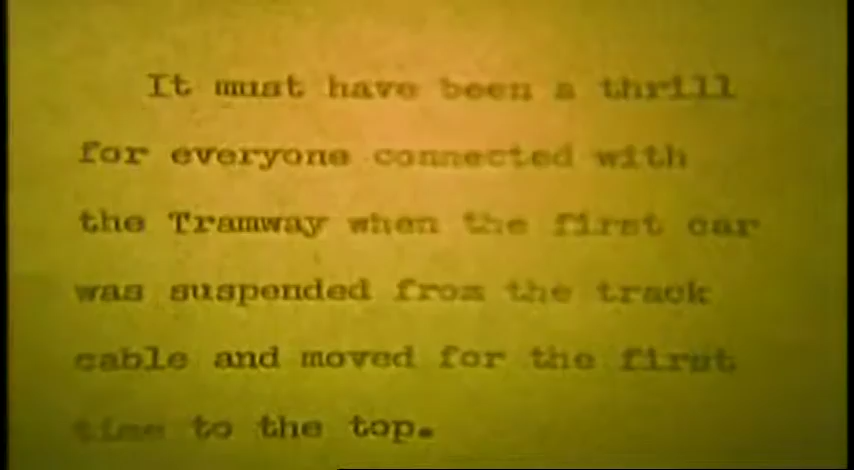 It must have been a thrill
for everyone connected with
the Tramway when the first car
was suspended from the track
cable and moved for the first
time to the top.